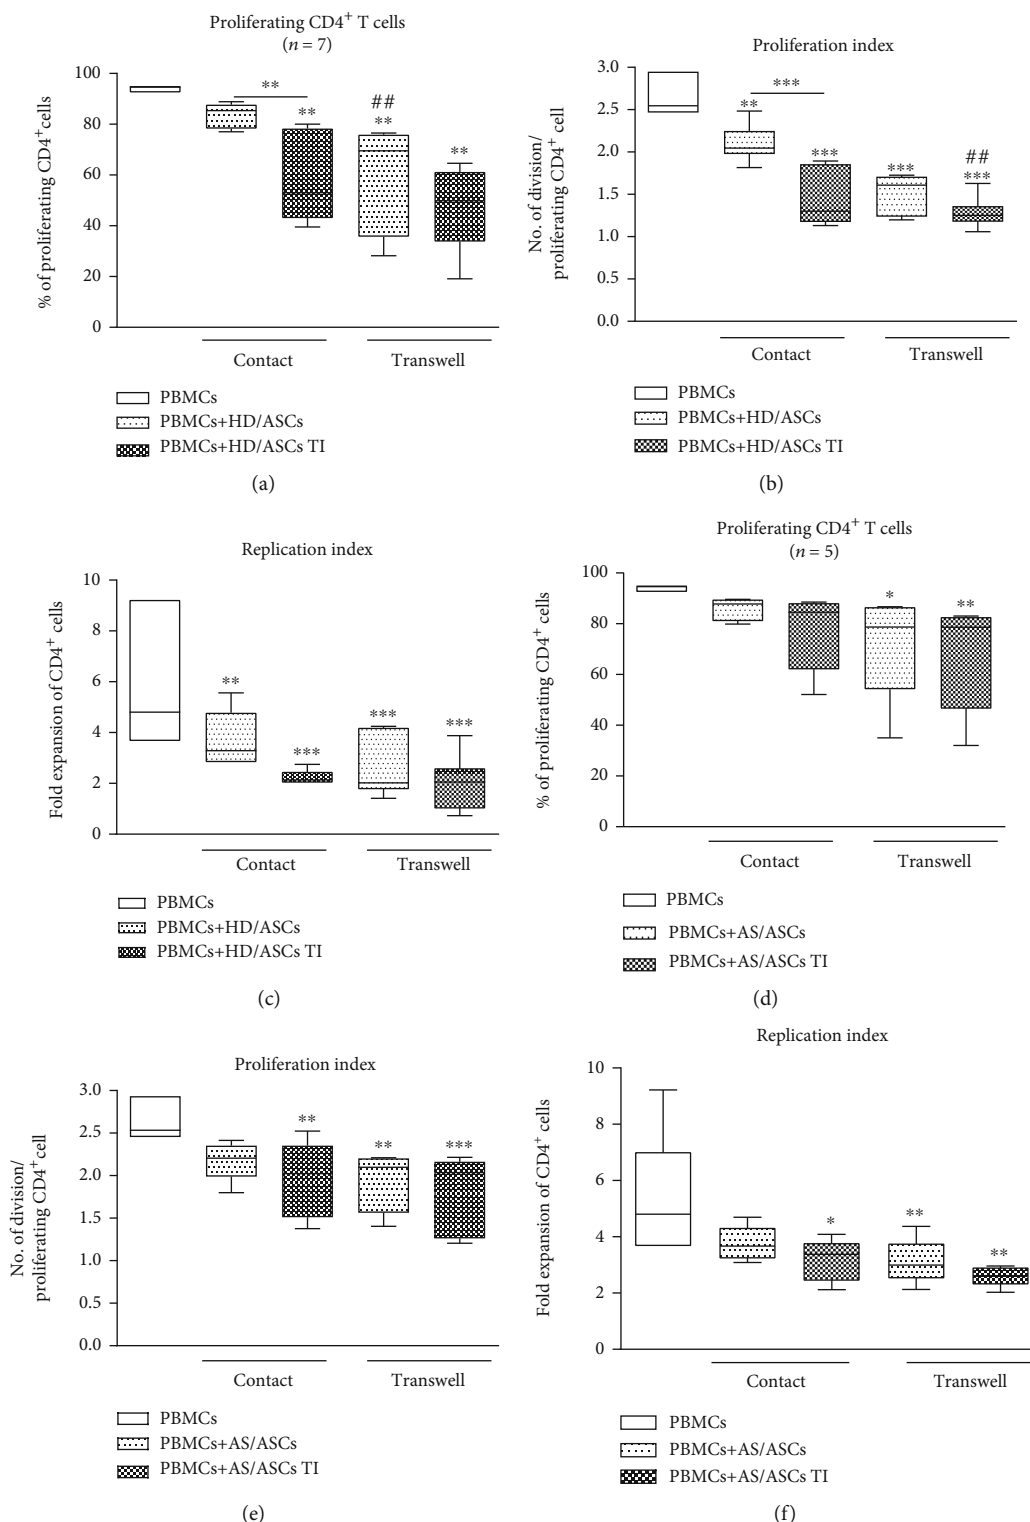 Proliferating CD4+ T cells
(n = 7)
% of proliferating CD4+ cells
100
80
60
40
20
0
**
**
##
**
**
Contact
Transwell
PBMCs
PBMCs+HD/ASCs
PBMCs+HD/ASCs TI
(a)
Proliferation index
No. of division/
proliferating CD4+ cell
3.0
2.5
2.0
1.5
1.0
0.5
0.0
***
**
***
***
##
***
Contact
Transwell
PBMCs
PBMCs+HD/ASCs
PBMCs+HD/ASCs TI
(b)
Replication index
Fold expansion of CD4+ cells
10
8
6
4
2
0
**
***
***
***
Contact
Transwell
PBMCs
PBMCs+HD/ASCs
PBMCs+HD/ASCs TI
(c)
Proliferating CD4+ T cells
(n = 5)
% of proliferating CD4+ cells
100
80
60
40
20
0
*
**
Contact
Transwell
PBMCs
PBMCs+AS/ASCs
PBMCs+AS/ASCs TI
(d)
Proliferation index
No. of division/
proliferating CD4+ cell
3.0
2.5
2.0
1.5
1.0
0.5
0.0
**
**
***
Contact
Transwell
PBMCs
PBMCs+AS/ASCs
PBMCs+AS/ASCs TI
(e)
Replication index
Fold expansion of CD4+ cells
10
8
6
4
2
0
*
**
**
Contact
Transwell
PBMCs
PBMCs+AS/ASCs
PBMCs+AS/ASCs TI
(f)